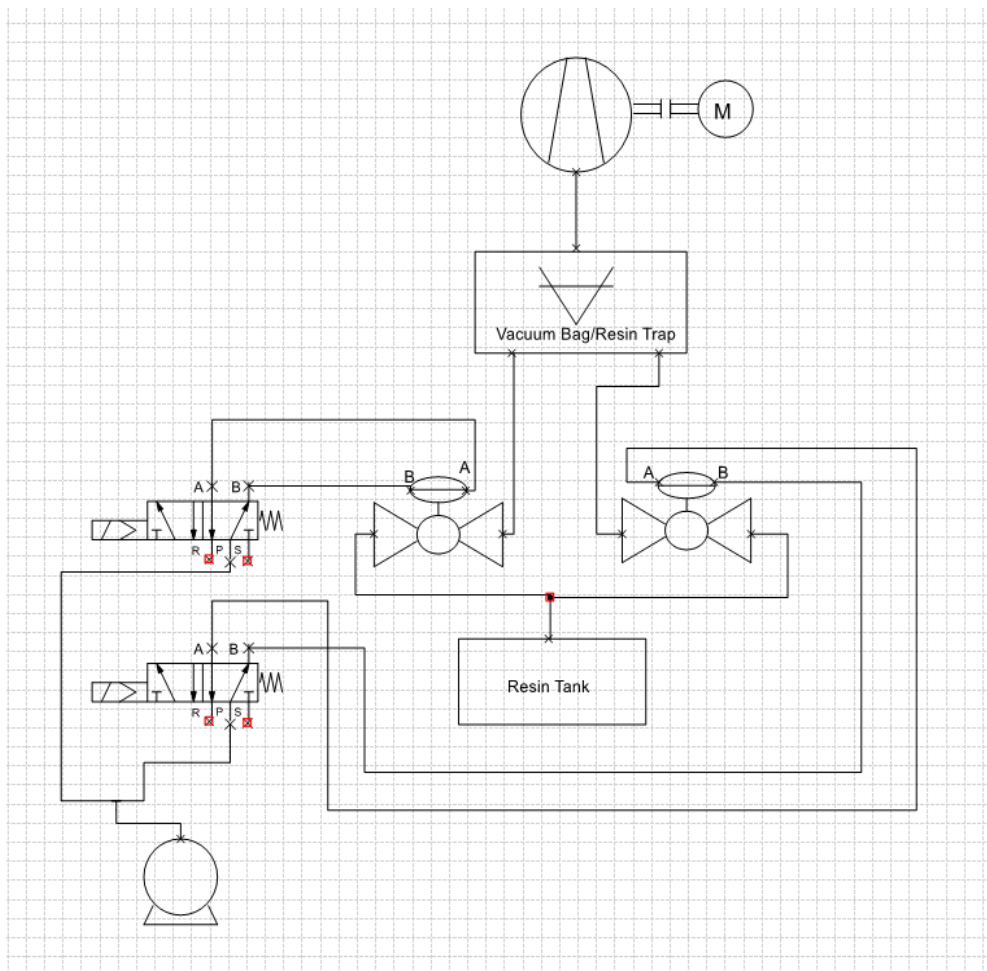 M
Vacuum Bag/Resin Trap
B A
A B
A B
R P S
A B
R P S
Resin Tank